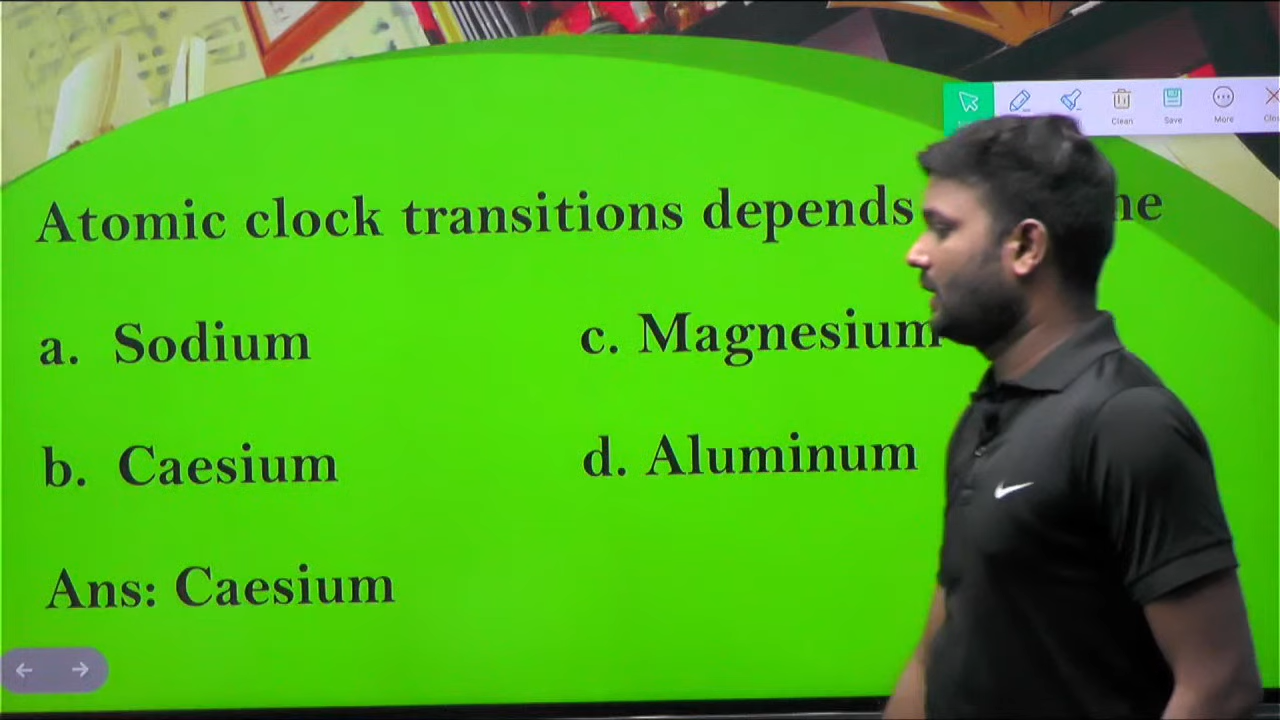 Clean Save More
Atomic clock transitions depends
a. Sodium
c. Magnesium
b. Caesium
d. Aluminum
Ans: Caesium